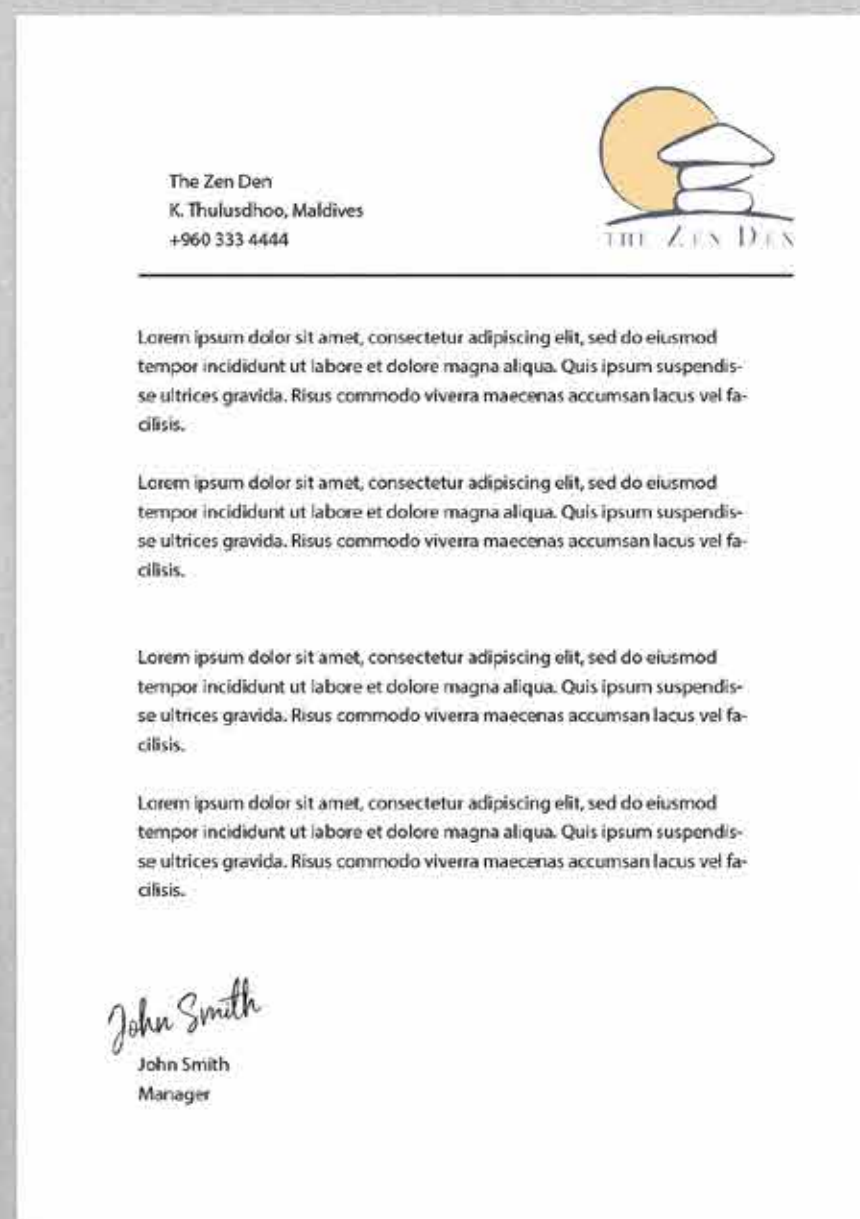 The Zen Den
K. Thulusdhoo, Maldives
+960 333 4444
THE ZEN DEN
Lorem ipsum dolor sit amet, consectetur adipiscing elit, sed do eiusmod
tempor incididunt ut labore et dolore magna aliqua. Quis ipsum suspendis-
se ultrices gravida. Risus commodo viverra maecenas accumsan lacus vel fa-
cilisis.
Lorem ipsum dolor sit amet, consectetur adipiscing elit, sed do eiusmod
tempor incididunt ut labore et dolore magna aliqua. Quis ipsum suspendis-
se ultrices gravida. Risus commodo viverra maecenas accumsan lacus vel fa-
cilisis.
Lorem ipsum dolor sit amet, consectetur adipiscing elit, sed do eiusmod
tempor incididunt ut labore et dolore magna aliqua. Quis ipsum suspendis-
se ultrices gravida. Risus commodo viverra maecenas accumsan lacus vel fa-
cilisis.
Lorem ipsum dolor sit amet, consectetur adipiscing elit, sed do eiusmod
tempor incididunt ut labore et dolore magna aliqua. Quis ipsum suspendis-
se ultrices gravida. Risus commodo viverra maecenas accumsan lacus vel fa-
cilisis.
John Smith
John Smith
Manager